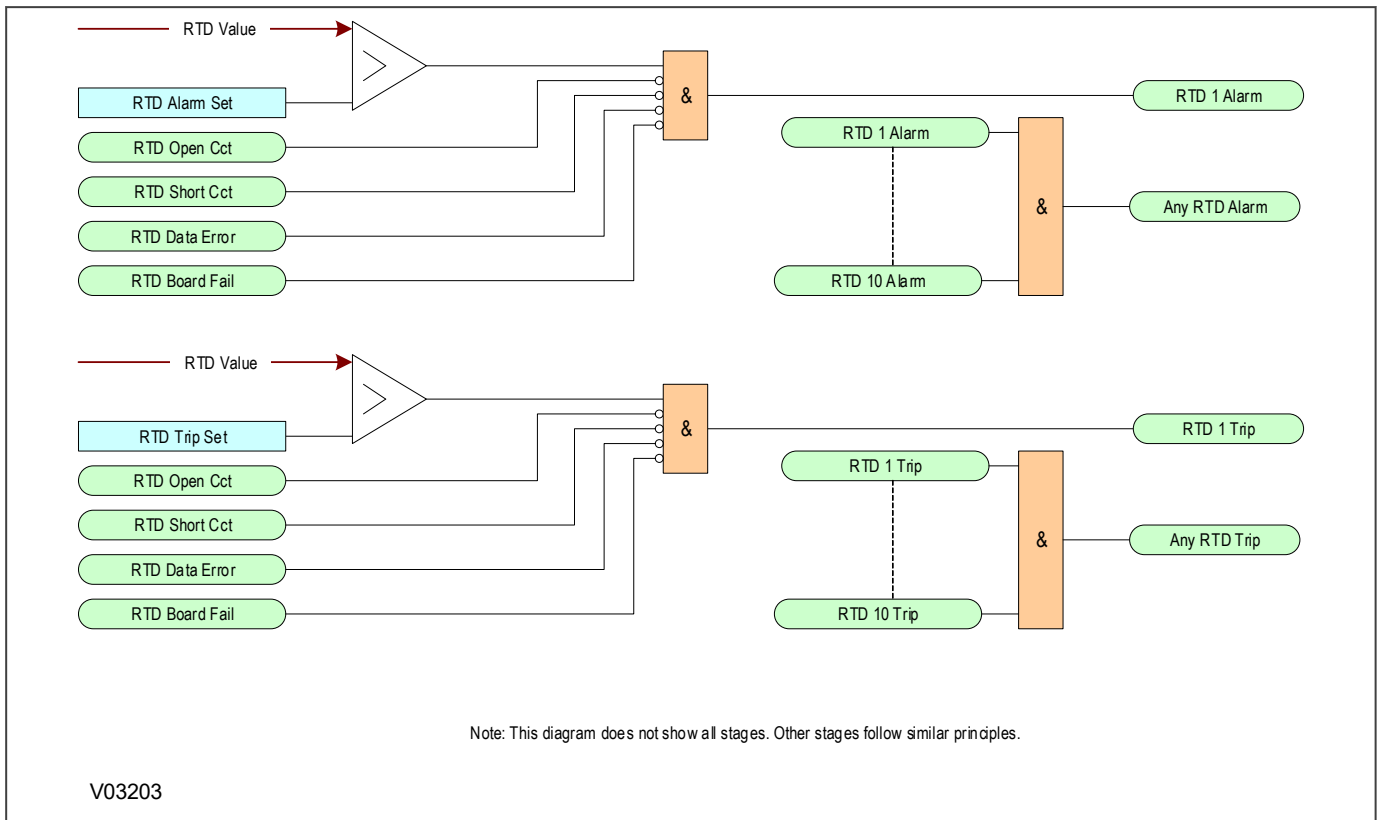 RTD Value
RTD Alarm Set
RTD Open Cct
RTD Short Cct
RTD Data Error
RTD Board Fail
&
RTD 1 Alarm
RTD 1 Alarm
RTD 10 Alarm
&
Any RTD Alarm
RTD Value
RTD Trip Set
RTD Open Cct
RTD Short Cct
RTD Data Error
RTD Board Fail
&
RTD 1 Trip
RTD 1 Trip
RTD 10 Trip
&
Any RTD Trip
Note: This diagram does not show all stages. Other stages follow similar principles.
V03203